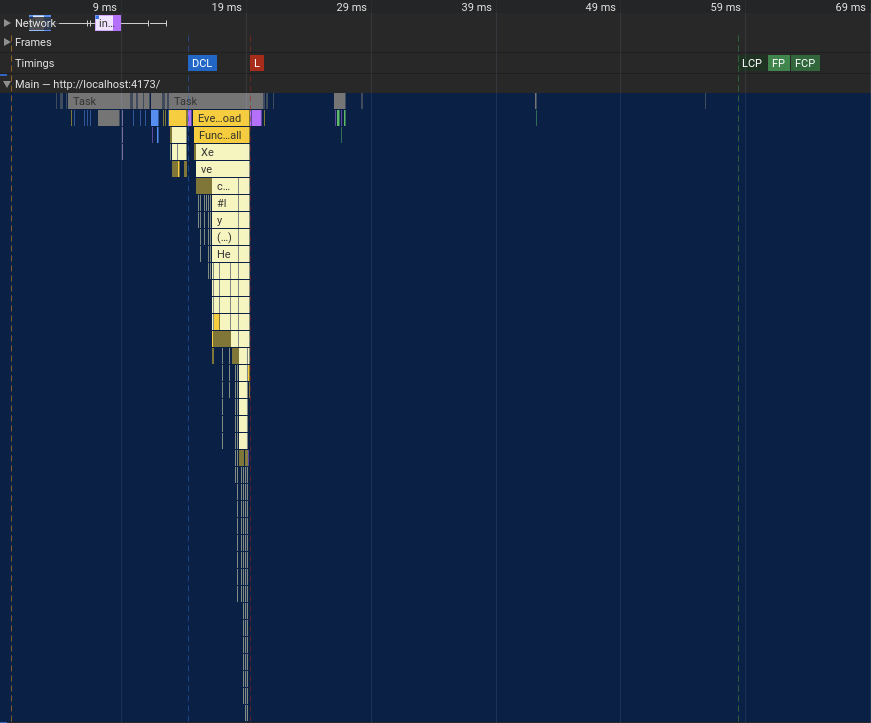 9 ms 19 ms 29 ms 39 ms 49 ms 59 ms 69 ms
Network in…
Frames
Timings DCL L LCP FP FCP
Main — http://localhost:4173/
Task Task
Eve…oad
Func…all
Xe
ve
c…
#l
y
(…)
He